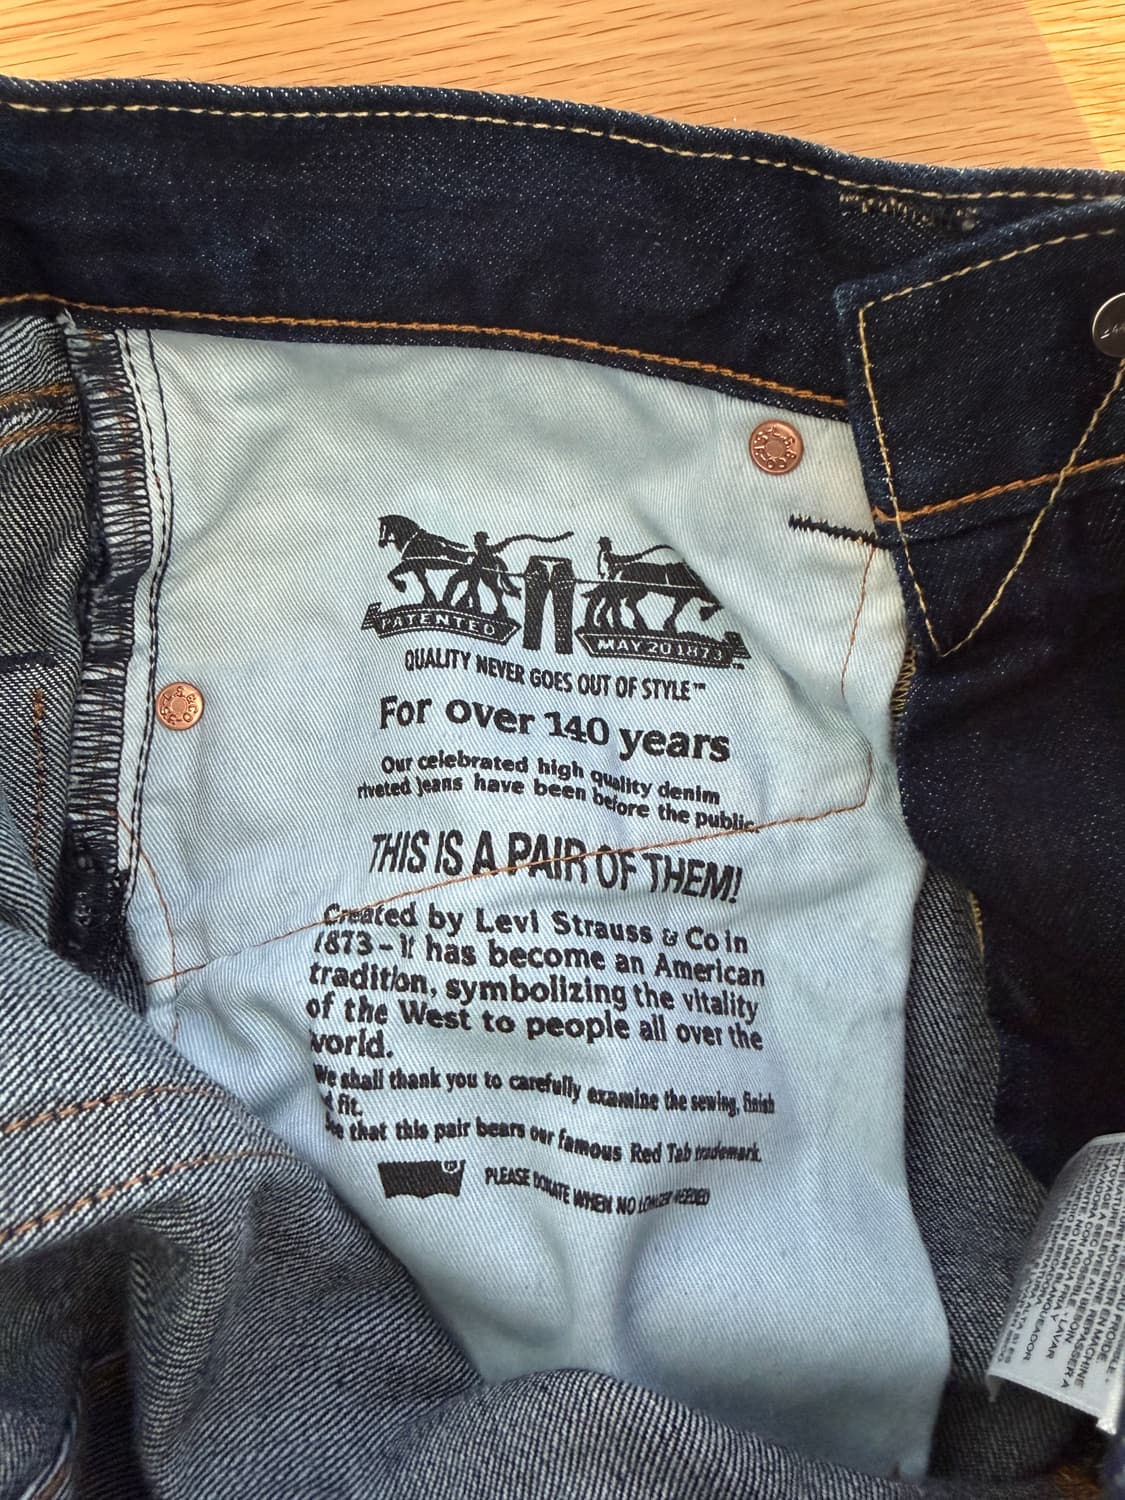 PATENTED
MAY 20 1873
QUALITY NEVER GOES OUT OF STYLE™
For over 140 years
Our celebrated high quality denim
riveted jeans have been before the public.
THIS IS A PAIR OF THEM!
Created by Levi Strauss & Co in
1873 – it has become an American
tradition, symbolizing the vitality
of the West to people all over the
world.
We shall thank you to carefully examine the sewing, finish
fit.
See that this pair bears our famous Red Tab trademark.
PLEASE DONATE WHEN NO LONGER NEEDED
L.S.&CO.
L.S.&CO.